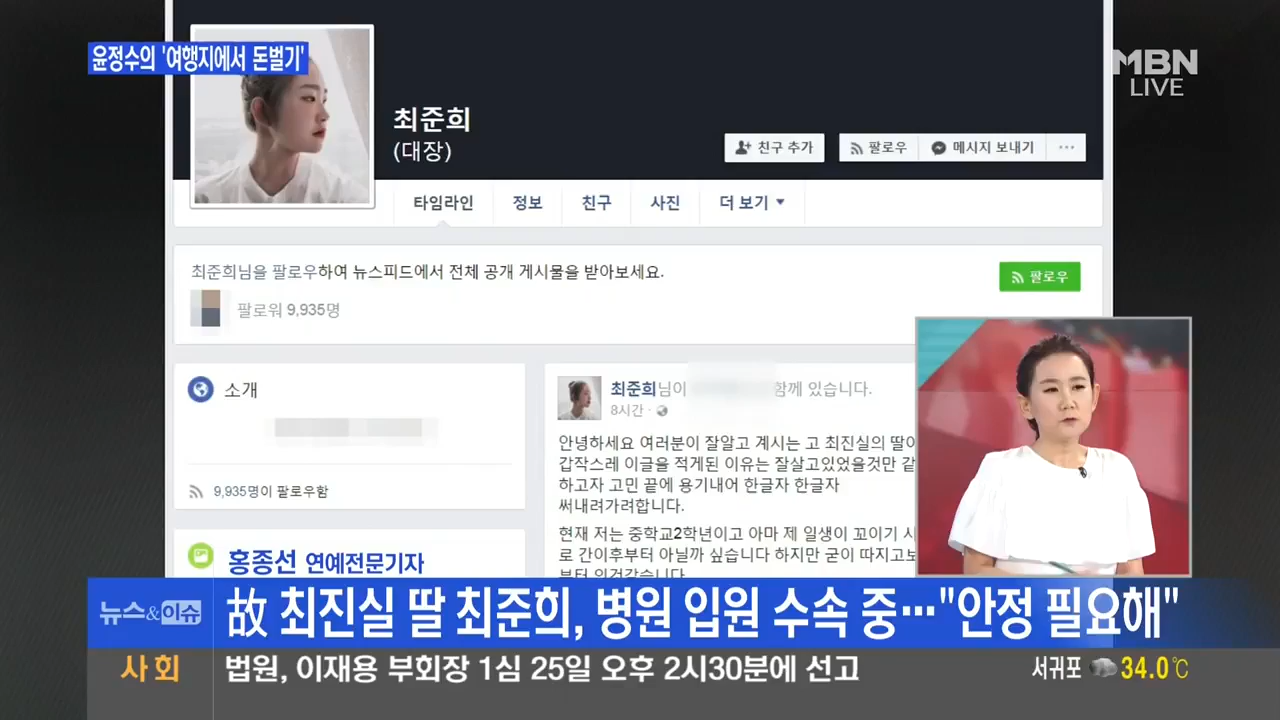 윤정수의 '여행지에서 돈벌기'
MBN
LIVE
최준희
(대장)
친구 추가
팔로우
메시지 보내기
타임라인
정보
친구
사진
더 보기
최준희님을 팔로우하여 뉴스피드에서 전체 공개 게시물을 받아보세요.
팔로우
팔로워 9,935명
소개
9,935명이 팔로우함
최준희님이 함께 있습니다.
8시간
안녕하세요 여러분이 잘알고 계시는 고 최진실의 딸이
갑작스레 이글을 적게된 이유는 잘살고있었을것만 같
하고자 고민 끝에 용기내어 한글자 한글자
써내려가려합니다.
현재 저는 중학교2학년이고 아마 제 일생이 꼬이기 시
로 간이후부터 아닐까 싶습니다 하지만 굳이 따지고보
홍종선 연예전문기자
뉴스&이슈
故 최진실 딸 최준희, 병원 입원 수속 중…"안정 필요해"
사회
법원, 이재용 부회장 1심 25일 오후 2시30분에 선고
서귀포 34.0℃